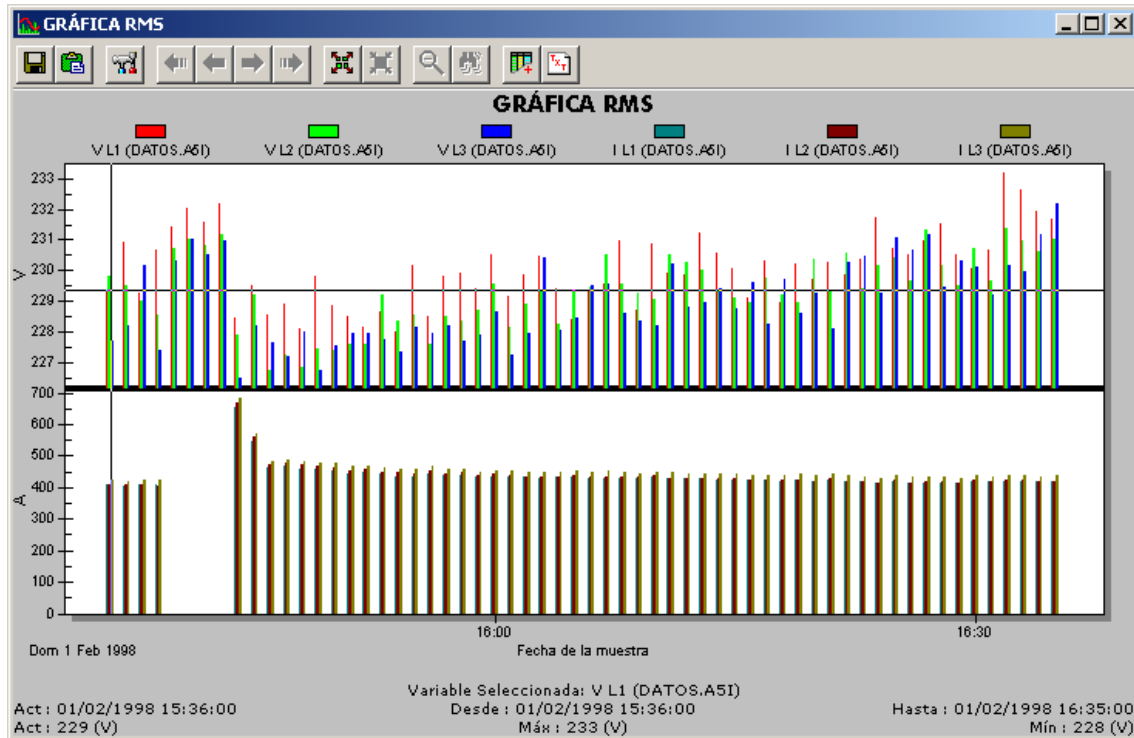 GRÁFICA RMS
TXT
GRÁFICA RMS
V L1 (DATOS.A5I) V L2 (DATOS.A5I) V L3 (DATOS.A5I) I L1 (DATOS.A5I) I L2 (DATOS.A5I) I L3 (DATOS.A5I)
233
232
231
230
229
228
227
V
700
600
500
400
300
200
100
0
A
16:00 16:30
Dom 1 Feb 1998 Fecha de la muestra
Variable Seleccionada: V L1 (DATOS.A5I)
Act : 01/02/1998 15:36:00 Desde : 01/02/1998 15:36:00 Hasta : 01/02/1998 16:35:00
Act : 229 (V) Máx : 233 (V) Mín : 228 (V)